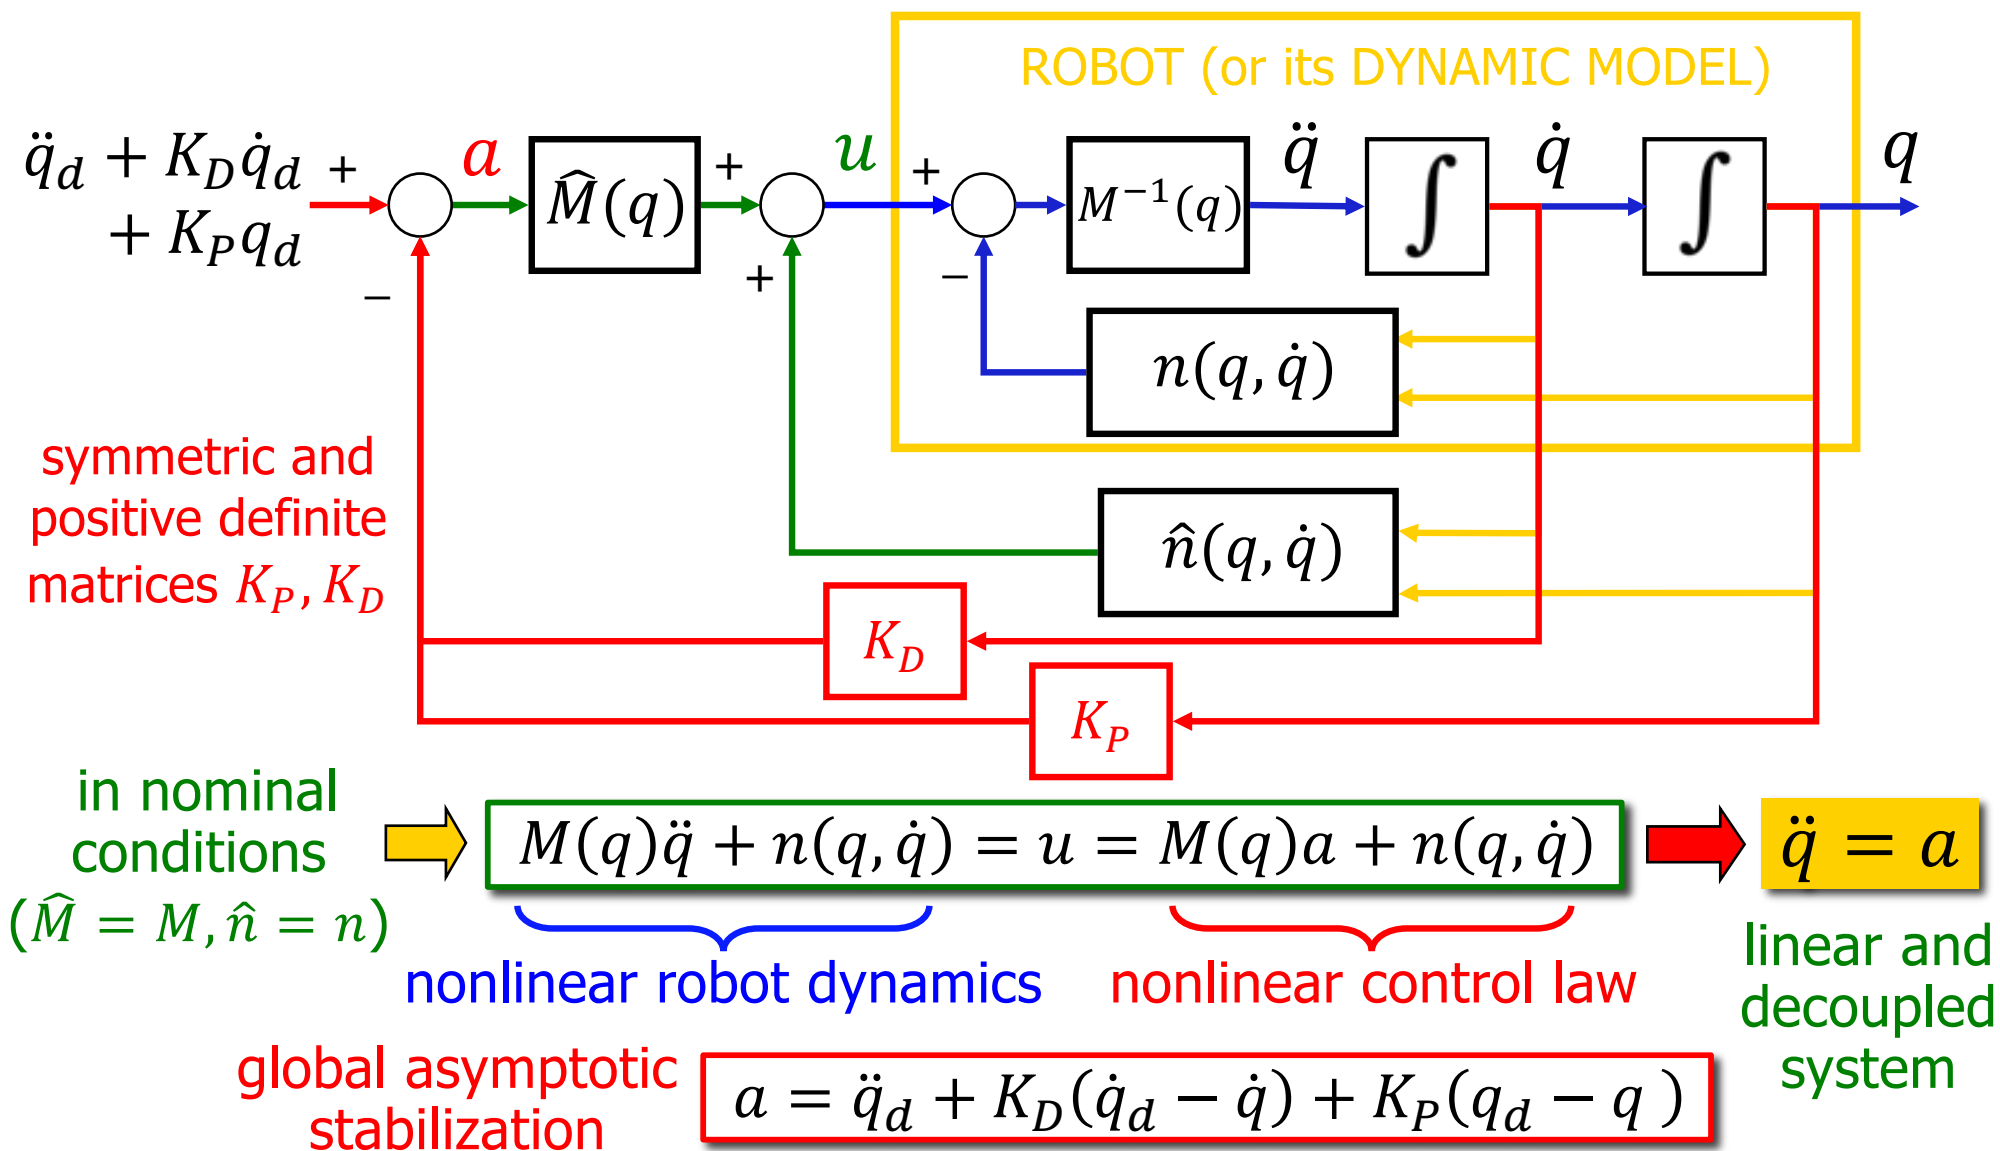 ROBOT (or its DYNAMIC MODEL)
q̈_d + K_D q̇_d
+ K_P q_d
+
−
a
M̂(q)
+
+
u
+
−
M⁻¹(q)
q̈
∫
q̇
∫
q
n(q, q̇)
n̂(q, q̇)
K_D
K_P
symmetric and
positive definite
matrices K_P, K_D
in nominal
conditions
(M̂ = M, n̂ = n)
M(q)q̈ + n(q, q̇) = u = M(q)a + n(q, q̇)
q̈ = a
nonlinear robot dynamics
nonlinear control law
linear and
decoupled
system
global asymptotic
stabilization
a = q̈_d + K_D(q̇_d − q̇) + K_P(q_d − q )